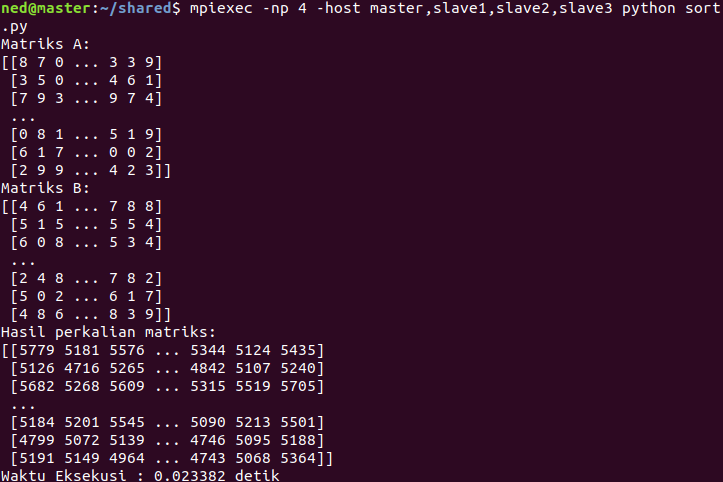 ned@master:~/shared$ mpiexec -np 4 -host master,slave1,slave2,slave3 python sort
.py
Matriks A:
[[8 7 0 ... 3 3 9]
 [3 5 0 ... 4 6 1]
 [7 9 3 ... 9 7 4]
 ...
 [0 8 1 ... 5 1 9]
 [6 1 7 ... 0 0 2]
 [2 9 9 ... 4 2 3]]
Matriks B:
[[4 6 1 ... 7 8 8]
 [5 1 5 ... 5 5 4]
 [6 0 8 ... 5 3 4]
 ...
 [2 4 8 ... 7 8 2]
 [5 0 2 ... 6 1 7]
 [4 8 6 ... 8 3 9]]
Hasil perkalian matriks:
[[5779 5181 5576 ... 5344 5124 5435]
 [5126 4716 5265 ... 4842 5107 5240]
 [5682 5268 5609 ... 5315 5519 5705]
 ...
 [5184 5201 5545 ... 5090 5213 5501]
 [4799 5072 5139 ... 4746 5095 5188]
 [5191 5149 4964 ... 4743 5068 5364]]
Waktu Eksekusi : 0.023382 detik